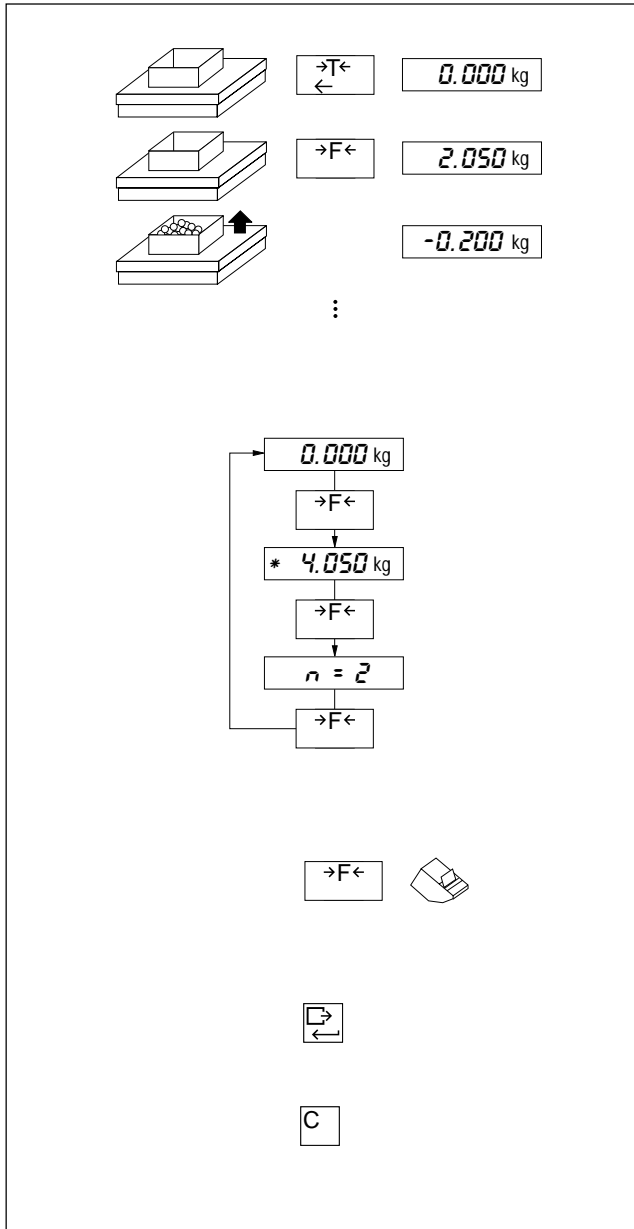 →T← 0.000 kg
←
→F← 2.050 kg
-0.200 kg
0.000 kg
→F←
* 4.050 kg
→F←
n = 2
→F←
→F←
C